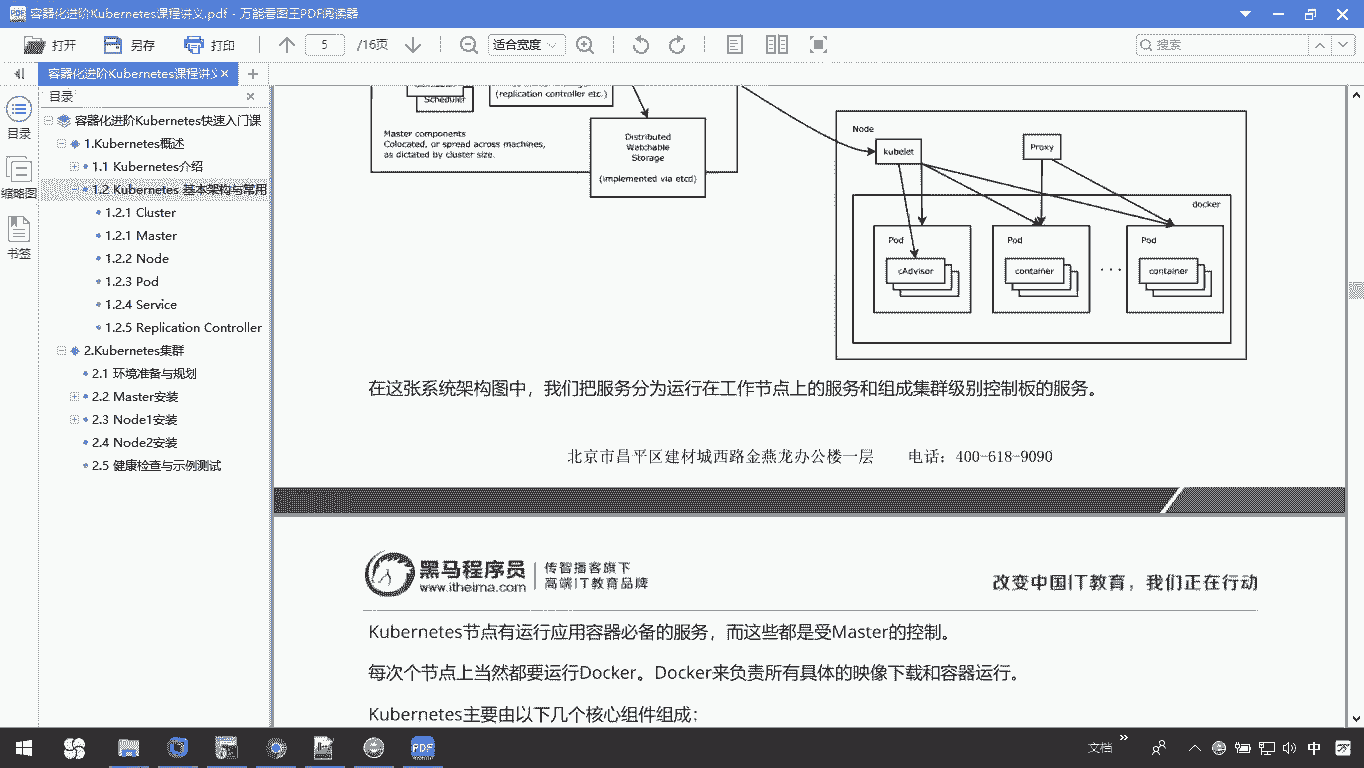 容器化进阶Kubernetes课程讲义.pdf - 万能看图王PDF阅读器
打开 另存 打印 5 /16页 适合宽度 搜索
容器化进阶Kubernetes课程讲义
目录
目录
缩略图
书签
容器化进阶Kubernetes快速入门课
1.Kubernetes概述
1.1 Kubernetes介绍
1.2 Kubernetes 基本架构与常用
1.2.1 Cluster
1.2.1 Master
1.2.2 Node
1.2.3 Pod
1.2.4 Service
1.2.5 Replication Controller
2.Kubernetes集群
2.1 环境准备与规划
2.2 Master安装
2.3 Node1安装
2.4 Node2安装
2.5 健康检查与示例测试
Scheduler
(replication controller etc.)
Master components
Colocated, or spread across machines,
as dictated by cluster size.
Distributed
Watchable
Storage
(implemented via etcd)
Node
kubelet
Proxy
docker
Pod
Pod
Pod
cAdvisor
container
...
container
在这张系统架构图中，我们把服务分为运行在工作节点上的服务和组成集群级别控制板的服务。
北京市昌平区建材城西路金燕龙办公楼一层 电话：400-618-9090
黑马程序员
www.itheima.com
传智播客旗下
高端IT教育品牌
改变中国IT教育，我们正在行动
Kubernetes节点有运行应用容器必备的服务，而这些都是受Master的控制。
每次个节点上当然都要运行Docker。Docker来负责所有具体的映像下载和容器运行。
Kubernetes主要由以下几个核心组件组成：
PDF
文档
中